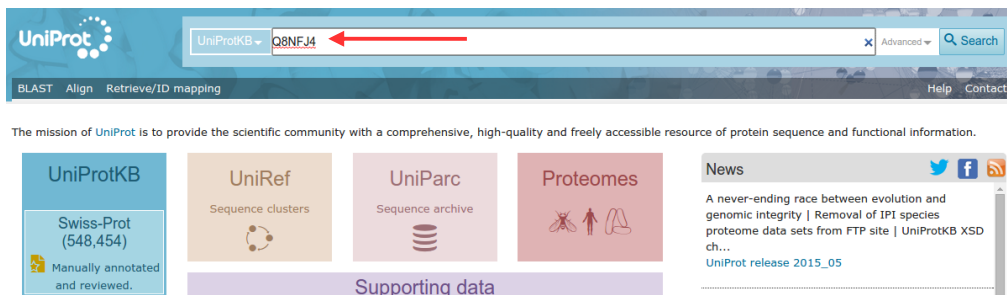 UniProt
UniProtKB
Q8NFJ4
Advanced
Search
BLAST Align Retrieve/ID mapping
Help Contact
The mission of UniProt is to provide the scientific community with a comprehensive, high-quality and freely accessible resource of protein sequence and functional information.
UniProtKB
Swiss-Prot
(548,454)
Manually annotated
and reviewed.
UniRef
Sequence clusters
UniParc
Sequence archive
Proteomes
Supporting data
News
A never-ending race between evolution and
genomic integrity | Removal of IPI species
proteome data sets from FTP site | UniProtKB XSD
ch...
UniProt release 2015_05